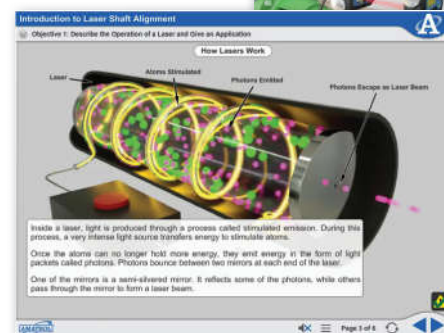 Introduction to Laser Shaft Alignment
Objective 1: Describe the Operation of a Laser and Give an Application
How Lasers Work
Laser
Atoms Stimulated
Photons Emitted
Photons Escape as Laser Beam
Inside a laser, light is produced through a process called stimulated emission. During this
process, a very intense light source transfers energy to stimulate atoms.
Once the atoms can no longer hold more energy, they emit energy in the form of light
packets called photons. Photons bounce between two mirrors at each end of the laser.
One of the mirrors is a semi-silvered mirror. It reflects some of the photons, while others
pass through the mirror to form a laser beam.
AMATROL
Page 3 of 6